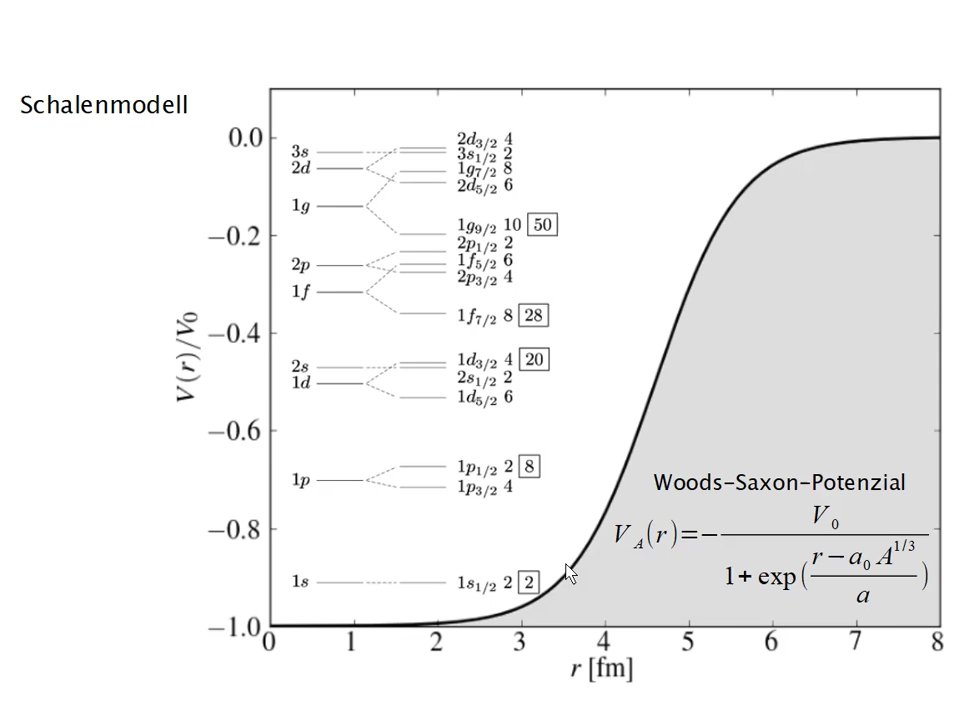 Schalenmodell
V(r)/V₀
0.0
−0.2
−0.4
−0.6
−0.8
−1.0
3s
2d
1g
2p
1f
2s
1d
1p
1s
2d₃/₂ 4
3s₁/₂ 2
1g₇/₂ 8
2d₅/₂ 6
1g₉/₂ 10 50
2p₁/₂ 2
1f₅/₂ 6
2p₃/₂ 4
1f₇/₂ 8 28
1d₃/₂ 4 20
2s₁/₂ 2
1d₅/₂ 6
1p₁/₂ 2 8
1p₃/₂ 4
1s₁/₂ 2 2
Woods-Saxon-Potenzial
V_A(r)=−V₀/(1+exp((r−a₀A^{1/3})/a))
0 1 2 3 4 5 6 7 8
r [fm]